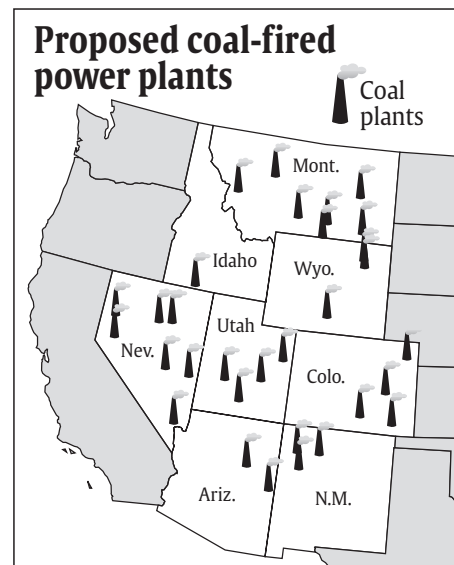 Proposed coal-fired
power plants
Coal
plants
Mont.
Idaho
Wyo.
Utah
Nev.
Colo.
Ariz.
N.M.